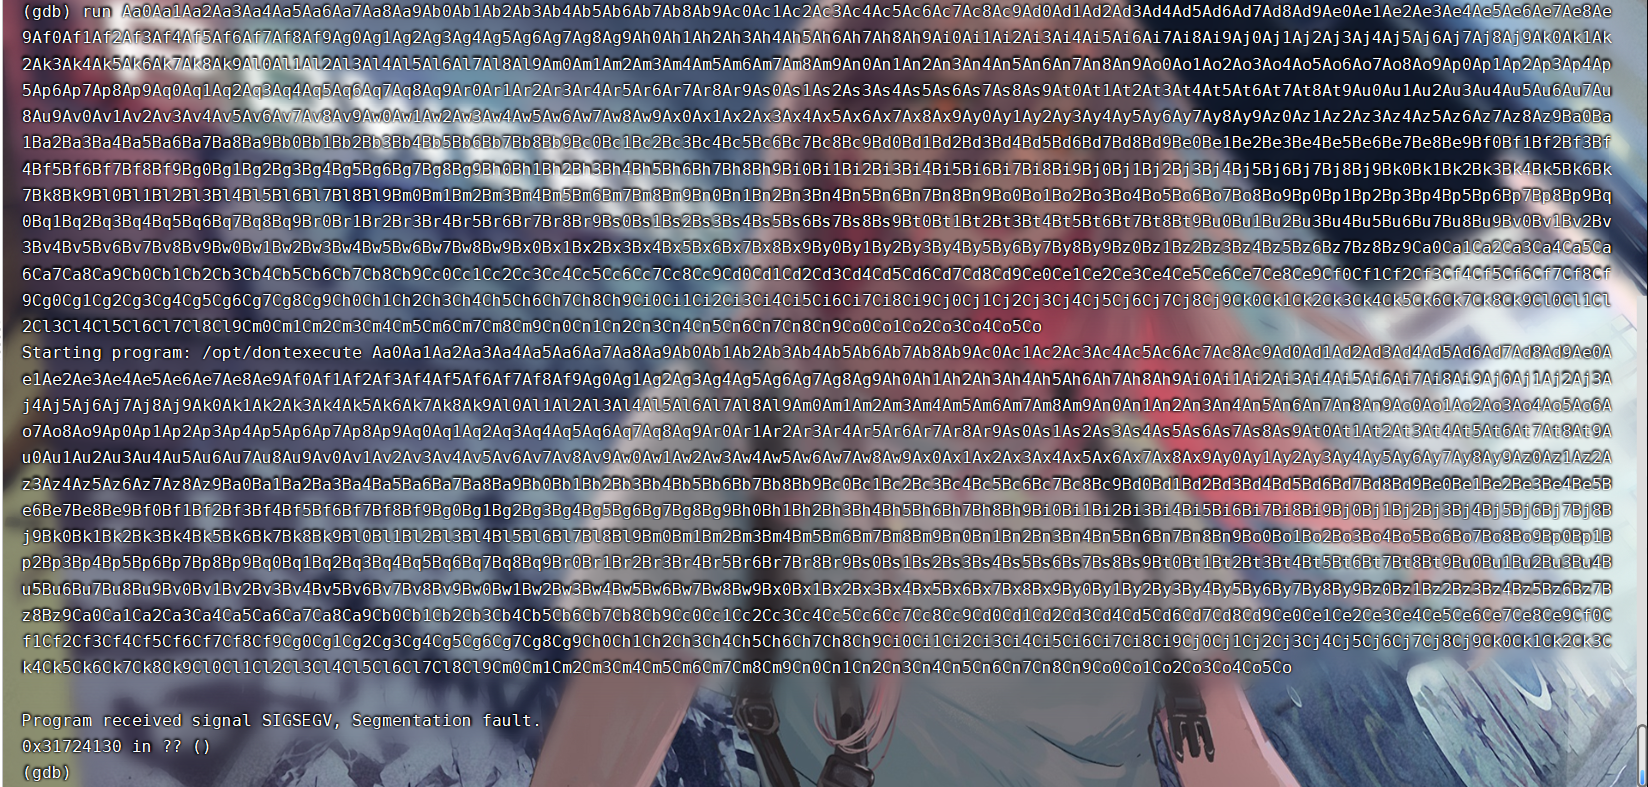 (gdb) run Aa0Aa1Aa2Aa3Aa4Aa5Aa6Aa7Aa8Aa9Ab0Ab1Ab2Ab3Ab4Ab5Ab6Ab7Ab8Ab9Ac0Ac1Ac2Ac3Ac4Ac5Ac6Ac7Ac8Ac9Ad0Ad1Ad2Ad3Ad4Ad5Ad6Ad7Ad8Ad9Ae0Ae1Ae2Ae3Ae4Ae5Ae6Ae7Ae8Ae
9Af0Af1Af2Af3Af4Af5Af6Af7Af8Af9Ag0Ag1Ag2Ag3Ag4Ag5Ag6Ag7Ag8Ag9Ah0Ah1Ah2Ah3Ah4Ah5Ah6Ah7Ah8Ah9Ai0Ai1Ai2Ai3Ai4Ai5Ai6Ai7Ai8Ai9Aj0Aj1Aj2Aj3Aj4Aj5Aj6Aj7Aj8Aj9Ak0Ak1Ak
2Ak3Ak4Ak5Ak6Ak7Ak8Ak9Al0Al1Al2Al3Al4Al5Al6Al7Al8Al9Am0Am1Am2Am3Am4Am5Am6Am7Am8Am9An0An1An2An3An4An5An6An7An8An9Ao0Ao1Ao2Ao3Ao4Ao5Ao6Ao7Ao8Ao9Ap0Ap1Ap2Ap3Ap4Ap
5Ap6Ap7Ap8Ap9Aq0Aq1Aq2Aq3Aq4Aq5Aq6Aq7Aq8Aq9Ar0Ar1Ar2Ar3Ar4Ar5Ar6Ar7Ar8Ar9As0As1As2As3As4As5As6As7As8As9At0At1At2At3At4At5At6At7At8At9Au0Au1Au2Au3Au4Au5Au6Au7Au
8Au9Av0Av1Av2Av3Av4Av5Av6Av7Av8Av9Aw0Aw1Aw2Aw3Aw4Aw5Aw6Aw7Aw8Aw9Ax0Ax1Ax2Ax3Ax4Ax5Ax6Ax7Ax8Ax9Ay0Ay1Ay2Ay3Ay4Ay5Ay6Ay7Ay8Ay9Az0Az1Az2Az3Az4Az5Az6Az7Az8Az9Ba0Ba
1Ba2Ba3Ba4Ba5Ba6Ba7Ba8Ba9Bb0Bb1Bb2Bb3Bb4Bb5Bb6Bb7Bb8Bb9Bc0Bc1Bc2Bc3Bc4Bc5Bc6Bc7Bc8Bc9Bd0Bd1Bd2Bd3Bd4Bd5Bd6Bd7Bd8Bd9Be0Be1Be2Be3Be4Be5Be6Be7Be8Be9Bf0Bf1Bf2Bf3Bf
4Bf5Bf6Bf7Bf8Bf9Bg0Bg1Bg2Bg3Bg4Bg5Bg6Bg7Bg8Bg9Bh0Bh1Bh2Bh3Bh4Bh5Bh6Bh7Bh8Bh9Bi0Bi1Bi2Bi3Bi4Bi5Bi6Bi7Bi8Bi9Bj0Bj1Bj2Bj3Bj4Bj5Bj6Bj7Bj8Bj9Bk0Bk1Bk2Bk3Bk4Bk5Bk6Bk
7Bk8Bk9Bl0Bl1Bl2Bl3Bl4Bl5Bl6Bl7Bl8Bl9Bm0Bm1Bm2Bm3Bm4Bm5Bm6Bm7Bm8Bm9Bn0Bn1Bn2Bn3Bn4Bn5Bn6Bn7Bn8Bn9Bo0Bo1Bo2Bo3Bo4Bo5Bo6Bo7Bo8Bo9Bp0Bp1Bp2Bp3Bp4Bp5Bp6Bp7Bp8Bp9Bq
0Bq1Bq2Bq3Bq4Bq5Bq6Bq7Bq8Bq9Br0Br1Br2Br3Br4Br5Br6Br7Br8Br9Bs0Bs1Bs2Bs3Bs4Bs5Bs6Bs7Bs8Bs9Bt0Bt1Bt2Bt3Bt4Bt5Bt6Bt7Bt8Bt9Bu0Bu1Bu2Bu3Bu4Bu5Bu6Bu7Bu8Bu9Bv0Bv1Bv2Bv
3Bv4Bv5Bv6Bv7Bv8Bv9Bw0Bw1Bw2Bw3Bw4Bw5Bw6Bw7Bw8Bw9Bx0Bx1Bx2Bx3Bx4Bx5Bx6Bx7Bx8Bx9By0By1By2By3By4By5By6By7By8By9Bz0Bz1Bz2Bz3Bz4Bz5Bz6Bz7Bz8Bz9Ca0Ca1Ca2Ca3Ca4Ca5Ca
6Ca7Ca8Ca9Cb0Cb1Cb2Cb3Cb4Cb5Cb6Cb7Cb8Cb9Cc0Cc1Cc2Cc3Cc4Cc5Cc6Cc7Cc8Cc9Cd0Cd1Cd2Cd3Cd4Cd5Cd6Cd7Cd8Cd9Ce0Ce1Ce2Ce3Ce4Ce5Ce6Ce7Ce8Ce9Cf0Cf1Cf2Cf3Cf4Cf5Cf6Cf7Cf8Cf
9Cg0Cg1Cg2Cg3Cg4Cg5Cg6Cg7Cg8Cg9Ch0Ch1Ch2Ch3Ch4Ch5Ch6Ch7Ch8Ch9Ci0Ci1Ci2Ci3Ci4Ci5Ci6Ci7Ci8Ci9Cj0Cj1Cj2Cj3Cj4Cj5Cj6Cj7Cj8Cj9Ck0Ck1Ck2Ck3Ck4Ck5Ck6Ck7Ck8Ck9Cl0Cl1Cl
2Cl3Cl4Cl5Cl6Cl7Cl8Cl9Cm0Cm1Cm2Cm3Cm4Cm5Cm6Cm7Cm8Cm9Cn0Cn1Cn2Cn3Cn4Cn5Cn6Cn7Cn8Cn9Co0Co1Co2Co3Co4Co5Co
Starting program: /opt/dontexecute Aa0Aa1Aa2Aa3Aa4Aa5Aa6Aa7Aa8Aa9Ab0Ab1Ab2Ab3Ab4Ab5Ab6Ab7Ab8Ab9Ac0Ac1Ac2Ac3Ac4Ac5Ac6Ac7Ac8Ac9Ad0Ad1Ad2Ad3Ad4Ad5Ad6Ad7Ad8Ad9Ae0A
e1Ae2Ae3Ae4Ae5Ae6Ae7Ae8Ae9Af0Af1Af2Af3Af4Af5Af6Af7Af8Af9Ag0Ag1Ag2Ag3Ag4Ag5Ag6Ag7Ag8Ag9Ah0Ah1Ah2Ah3Ah4Ah5Ah6Ah7Ah8Ah9Ai0Ai1Ai2Ai3Ai4Ai5Ai6Ai7Ai8Ai9Aj0Aj1Aj2Aj3A
j4Aj5Aj6Aj7Aj8Aj9Ak0Ak1Ak2Ak3Ak4Ak5Ak6Ak7Ak8Ak9Al0Al1Al2Al3Al4Al5Al6Al7Al8Al9Am0Am1Am2Am3Am4Am5Am6Am7Am8Am9An0An1An2An3An4An5An6An7An8An9Ao0Ao1Ao2Ao3Ao4Ao5Ao6A
o7Ao8Ao9Ap0Ap1Ap2Ap3Ap4Ap5Ap6Ap7Ap8Ap9Aq0Aq1Aq2Aq3Aq4Aq5Aq6Aq7Aq8Aq9Ar0Ar1Ar2Ar3Ar4Ar5Ar6Ar7Ar8Ar9As0As1As2As3As4As5As6As7As8As9At0At1At2At3At4At5At6At7At8At9A
u0Au1Au2Au3Au4Au5Au6Au7Au8Au9Av0Av1Av2Av3Av4Av5Av6Av7Av8Av9Aw0Aw1Aw2Aw3Aw4Aw5Aw6Aw7Aw8Aw9Ax0Ax1Ax2Ax3Ax4Ax5Ax6Ax7Ax8Ax9Ay0Ay1Ay2Ay3Ay4Ay5Ay6Ay7Ay8Ay9Az0Az1Az2A
z3Az4Az5Az6Az7Az8Az9Ba0Ba1Ba2Ba3Ba4Ba5Ba6Ba7Ba8Ba9Bb0Bb1Bb2Bb3Bb4Bb5Bb6Bb7Bb8Bb9Bc0Bc1Bc2Bc3Bc4Bc5Bc6Bc7Bc8Bc9Bd0Bd1Bd2Bd3Bd4Bd5Bd6Bd7Bd8Bd9Be0Be1Be2Be3Be4Be5B
e6Be7Be8Be9Bf0Bf1Bf2Bf3Bf4Bf5Bf6Bf7Bf8Bf9Bg0Bg1Bg2Bg3Bg4Bg5Bg6Bg7Bg8Bg9Bh0Bh1Bh2Bh3Bh4Bh5Bh6Bh7Bh8Bh9Bi0Bi1Bi2Bi3Bi4Bi5Bi6Bi7Bi8Bi9Bj0Bj1Bj2Bj3Bj4Bj5Bj6Bj7Bj8B
j9Bk0Bk1Bk2Bk3Bk4Bk5Bk6Bk7Bk8Bk9Bl0Bl1Bl2Bl3Bl4Bl5Bl6Bl7Bl8Bl9Bm0Bm1Bm2Bm3Bm4Bm5Bm6Bm7Bm8Bm9Bn0Bn1Bn2Bn3Bn4Bn5Bn6Bn7Bn8Bn9Bo0Bo1Bo2Bo3Bo4Bo5Bo6Bo7Bo8Bo9Bp0Bp1B
p2Bp3Bp4Bp5Bp6Bp7Bp8Bp9Bq0Bq1Bq2Bq3Bq4Bq5Bq6Bq7Bq8Bq9Br0Br1Br2Br3Br4Br5Br6Br7Br8Br9Bs0Bs1Bs2Bs3Bs4Bs5Bs6Bs7Bs8Bs9Bt0Bt1Bt2Bt3Bt4Bt5Bt6Bt7Bt8Bt9Bu0Bu1Bu2Bu3Bu4B
u5Bu6Bu7Bu8Bu9Bv0Bv1Bv2Bv3Bv4Bv5Bv6Bv7Bv8Bv9Bw0Bw1Bw2Bw3Bw4Bw5Bw6Bw7Bw8Bw9Bx0Bx1Bx2Bx3Bx4Bx5Bx6Bx7Bx8Bx9By0By1By2By3By4By5By6By7By8By9Bz0Bz1Bz2Bz3Bz4Bz5Bz6Bz7B
z8Bz9Ca0Ca1Ca2Ca3Ca4Ca5Ca6Ca7Ca8Ca9Cb0Cb1Cb2Cb3Cb4Cb5Cb6Cb7Cb8Cb9Cc0Cc1Cc2Cc3Cc4Cc5Cc6Cc7Cc8Cc9Cd0Cd1Cd2Cd3Cd4Cd5Cd6Cd7Cd8Cd9Ce0Ce1Ce2Ce3Ce4Ce5Ce6Ce7Ce8Ce9Cf0C
f1Cf2Cf3Cf4Cf5Cf6Cf7Cf8Cf9Cg0Cg1Cg2Cg3Cg4Cg5Cg6Cg7Cg8Cg9Ch0Ch1Ch2Ch3Ch4Ch5Ch6Ch7Ch8Ch9Ci0Ci1Ci2Ci3Ci4Ci5Ci6Ci7Ci8Ci9Cj0Cj1Cj2Cj3Cj4Cj5Cj6Cj7Cj8Cj9Ck0Ck1Ck2Ck3C
k4Ck5Ck6Ck7Ck8Ck9Cl0Cl1Cl2Cl3Cl4Cl5Cl6Cl7Cl8Cl9Cm0Cm1Cm2Cm3Cm4Cm5Cm6Cm7Cm8Cm9Cn0Cn1Cn2Cn3Cn4Cn5Cn6Cn7Cn8Cn9Co0Co1Co2Co3Co4Co5Co
Program received signal SIGSEGV, Segmentation fault.
0x31724130 in ?? ()
(gdb)